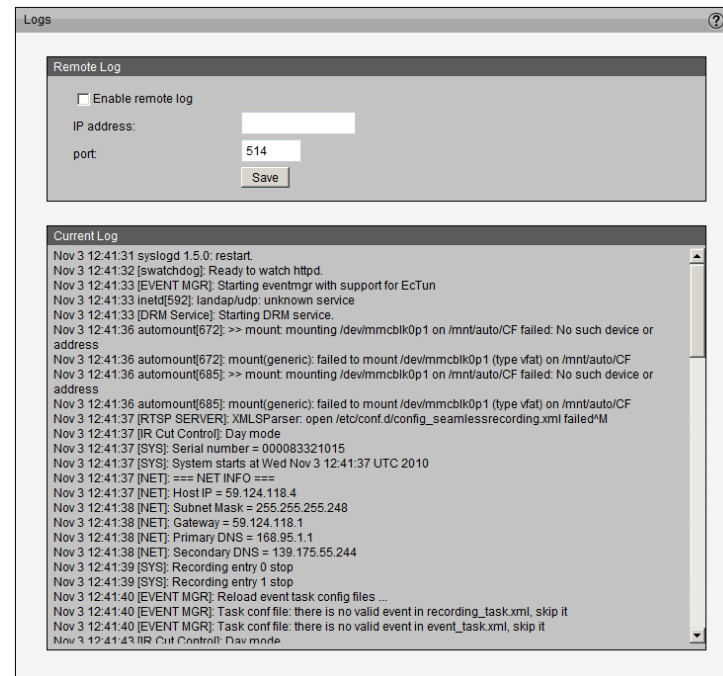 Logs
?
Remote Log
Enable remote log
IP address:
port:
514
Save
Current Log
Nov 3 12:41:31 syslogd 1.5.0: restart.
Nov 3 12:41:32 [swatchdog]: Ready to watch httpd.
Nov 3 12:41:33 [EVENT MGR]: Starting eventmgr with support for EcTun
Nov 3 12:41:33 inetd[592]: landap/udp: unknown service
Nov 3 12:41:33 [DRM Service]: Starting DRM service.
Nov 3 12:41:36 automount[672]: >> mount: mounting /dev/mmcblk0p1 on /mnt/auto/CF failed: No such device or
address
Nov 3 12:41:36 automount[672]: mount(generic): failed to mount /dev/mmcblk0p1 (type vfat) on /mnt/auto/CF
Nov 3 12:41:36 automount[685]: >> mount: mounting /dev/mmcblk0p1 on /mnt/auto/CF failed: No such device or
address
Nov 3 12:41:36 automount[685]: mount(generic): failed to mount /dev/mmcblk0p1 (type vfat) on /mnt/auto/CF
Nov 3 12:41:37 [RTSP SERVER]: XMLSParser: open /etc/conf.d/config_seamlessrecording.xml failed^M
Nov 3 12:41:37 [IR Cut Control]: Day mode
Nov 3 12:41:37 [SYS]: Serial number = 000083321015
Nov 3 12:41:37 [SYS]: System starts at Wed Nov 3 12:41:37 UTC 2010
Nov 3 12:41:37 [NET]: === NET INFO ===
Nov 3 12:41:37 [NET]: Host IP = 59.124.118.4
Nov 3 12:41:38 [NET]: Subnet Mask = 255.255.255.248
Nov 3 12:41:38 [NET]: Gateway = 59.124.118.1
Nov 3 12:41:38 [NET]: Primary DNS = 168.95.1.1
Nov 3 12:41:38 [NET]: Secondary DNS = 139.175.55.244
Nov 3 12:41:39 [SYS]: Recording entry 0 stop
Nov 3 12:41:39 [SYS]: Recording entry 1 stop
Nov 3 12:41:40 [EVENT MGR]: Reload event task config files ...
Nov 3 12:41:40 [EVENT MGR]: Task conf file: there is no valid event in recording_task.xml, skip it
Nov 3 12:41:40 [EVENT MGR]: Task conf file: there is no valid event in event_task.xml, skip it
Nov 3 12:41:43 [IR Cut Control]: Day mode